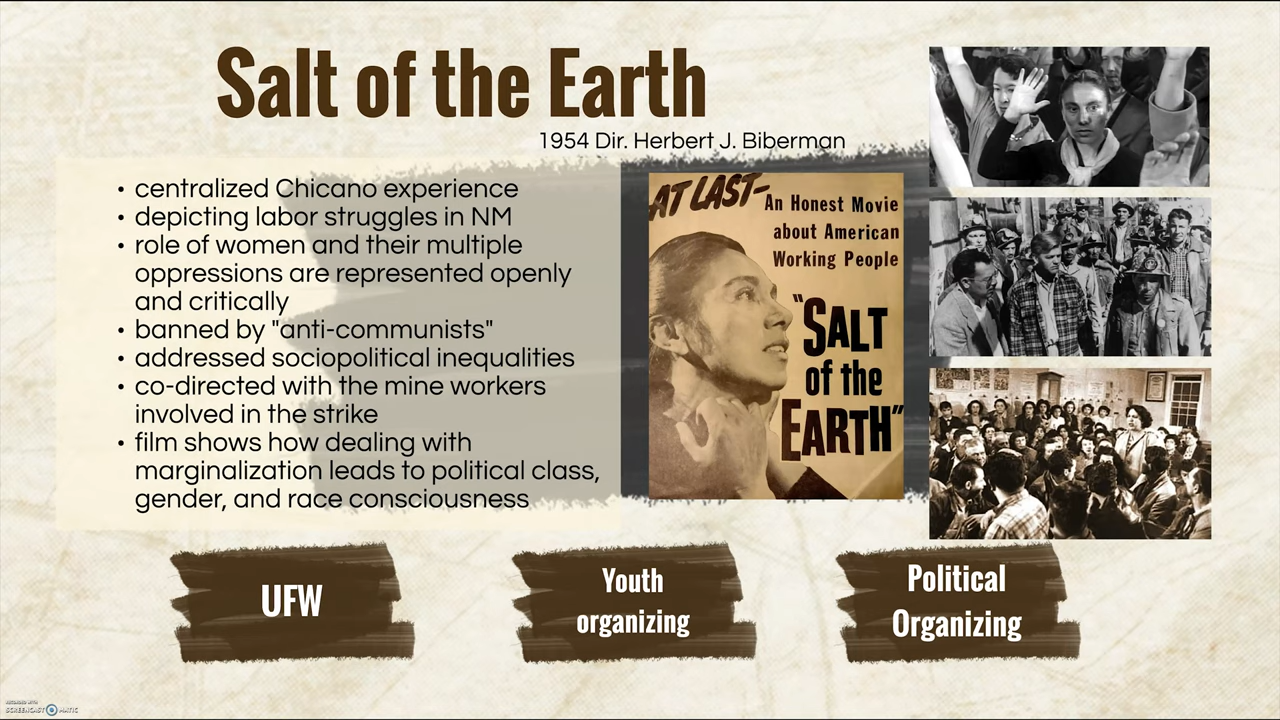 Salt of the Earth
1954 Dir. Herbert J. Biberman
• centralized Chicano experience
• depicting labor struggles in NM
• role of women and their multiple
oppressions are represented openly
and critically
• banned by "anti-communists"
• addressed sociopolitical inequalities
• co-directed with the mine workers
involved in the strike
• film shows how dealing with
marginalization leads to political class,
gender, and race consciousness
AT LAST–
An Honest Movie
about American
Working People
"SALT
of the
EARTH"
UFW
Youth
organizing
Political
Organizing
RECORDED WITH
SCREENCAST MATIC